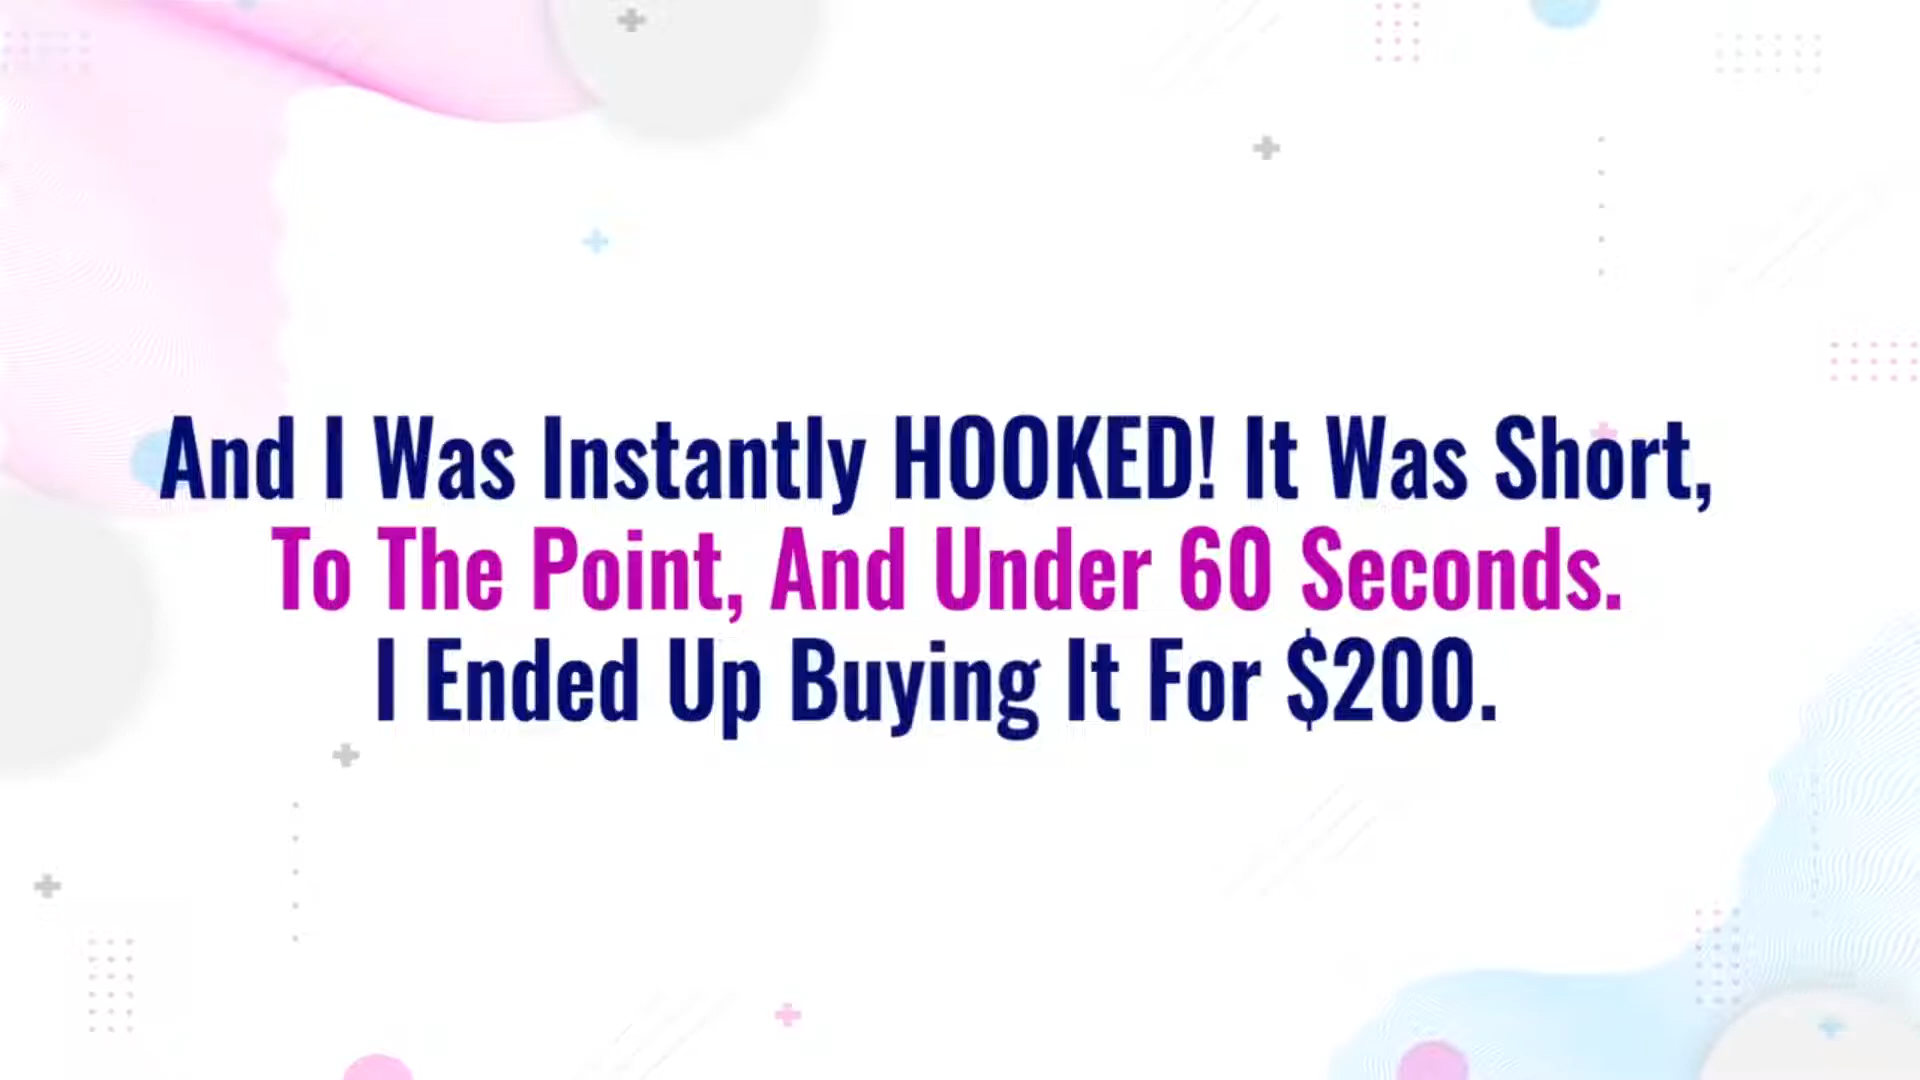 And I Was Instantly HOOKED! It Was Short,
To The Point, And Under 60 Seconds.
I Ended Up Buying It For $200.